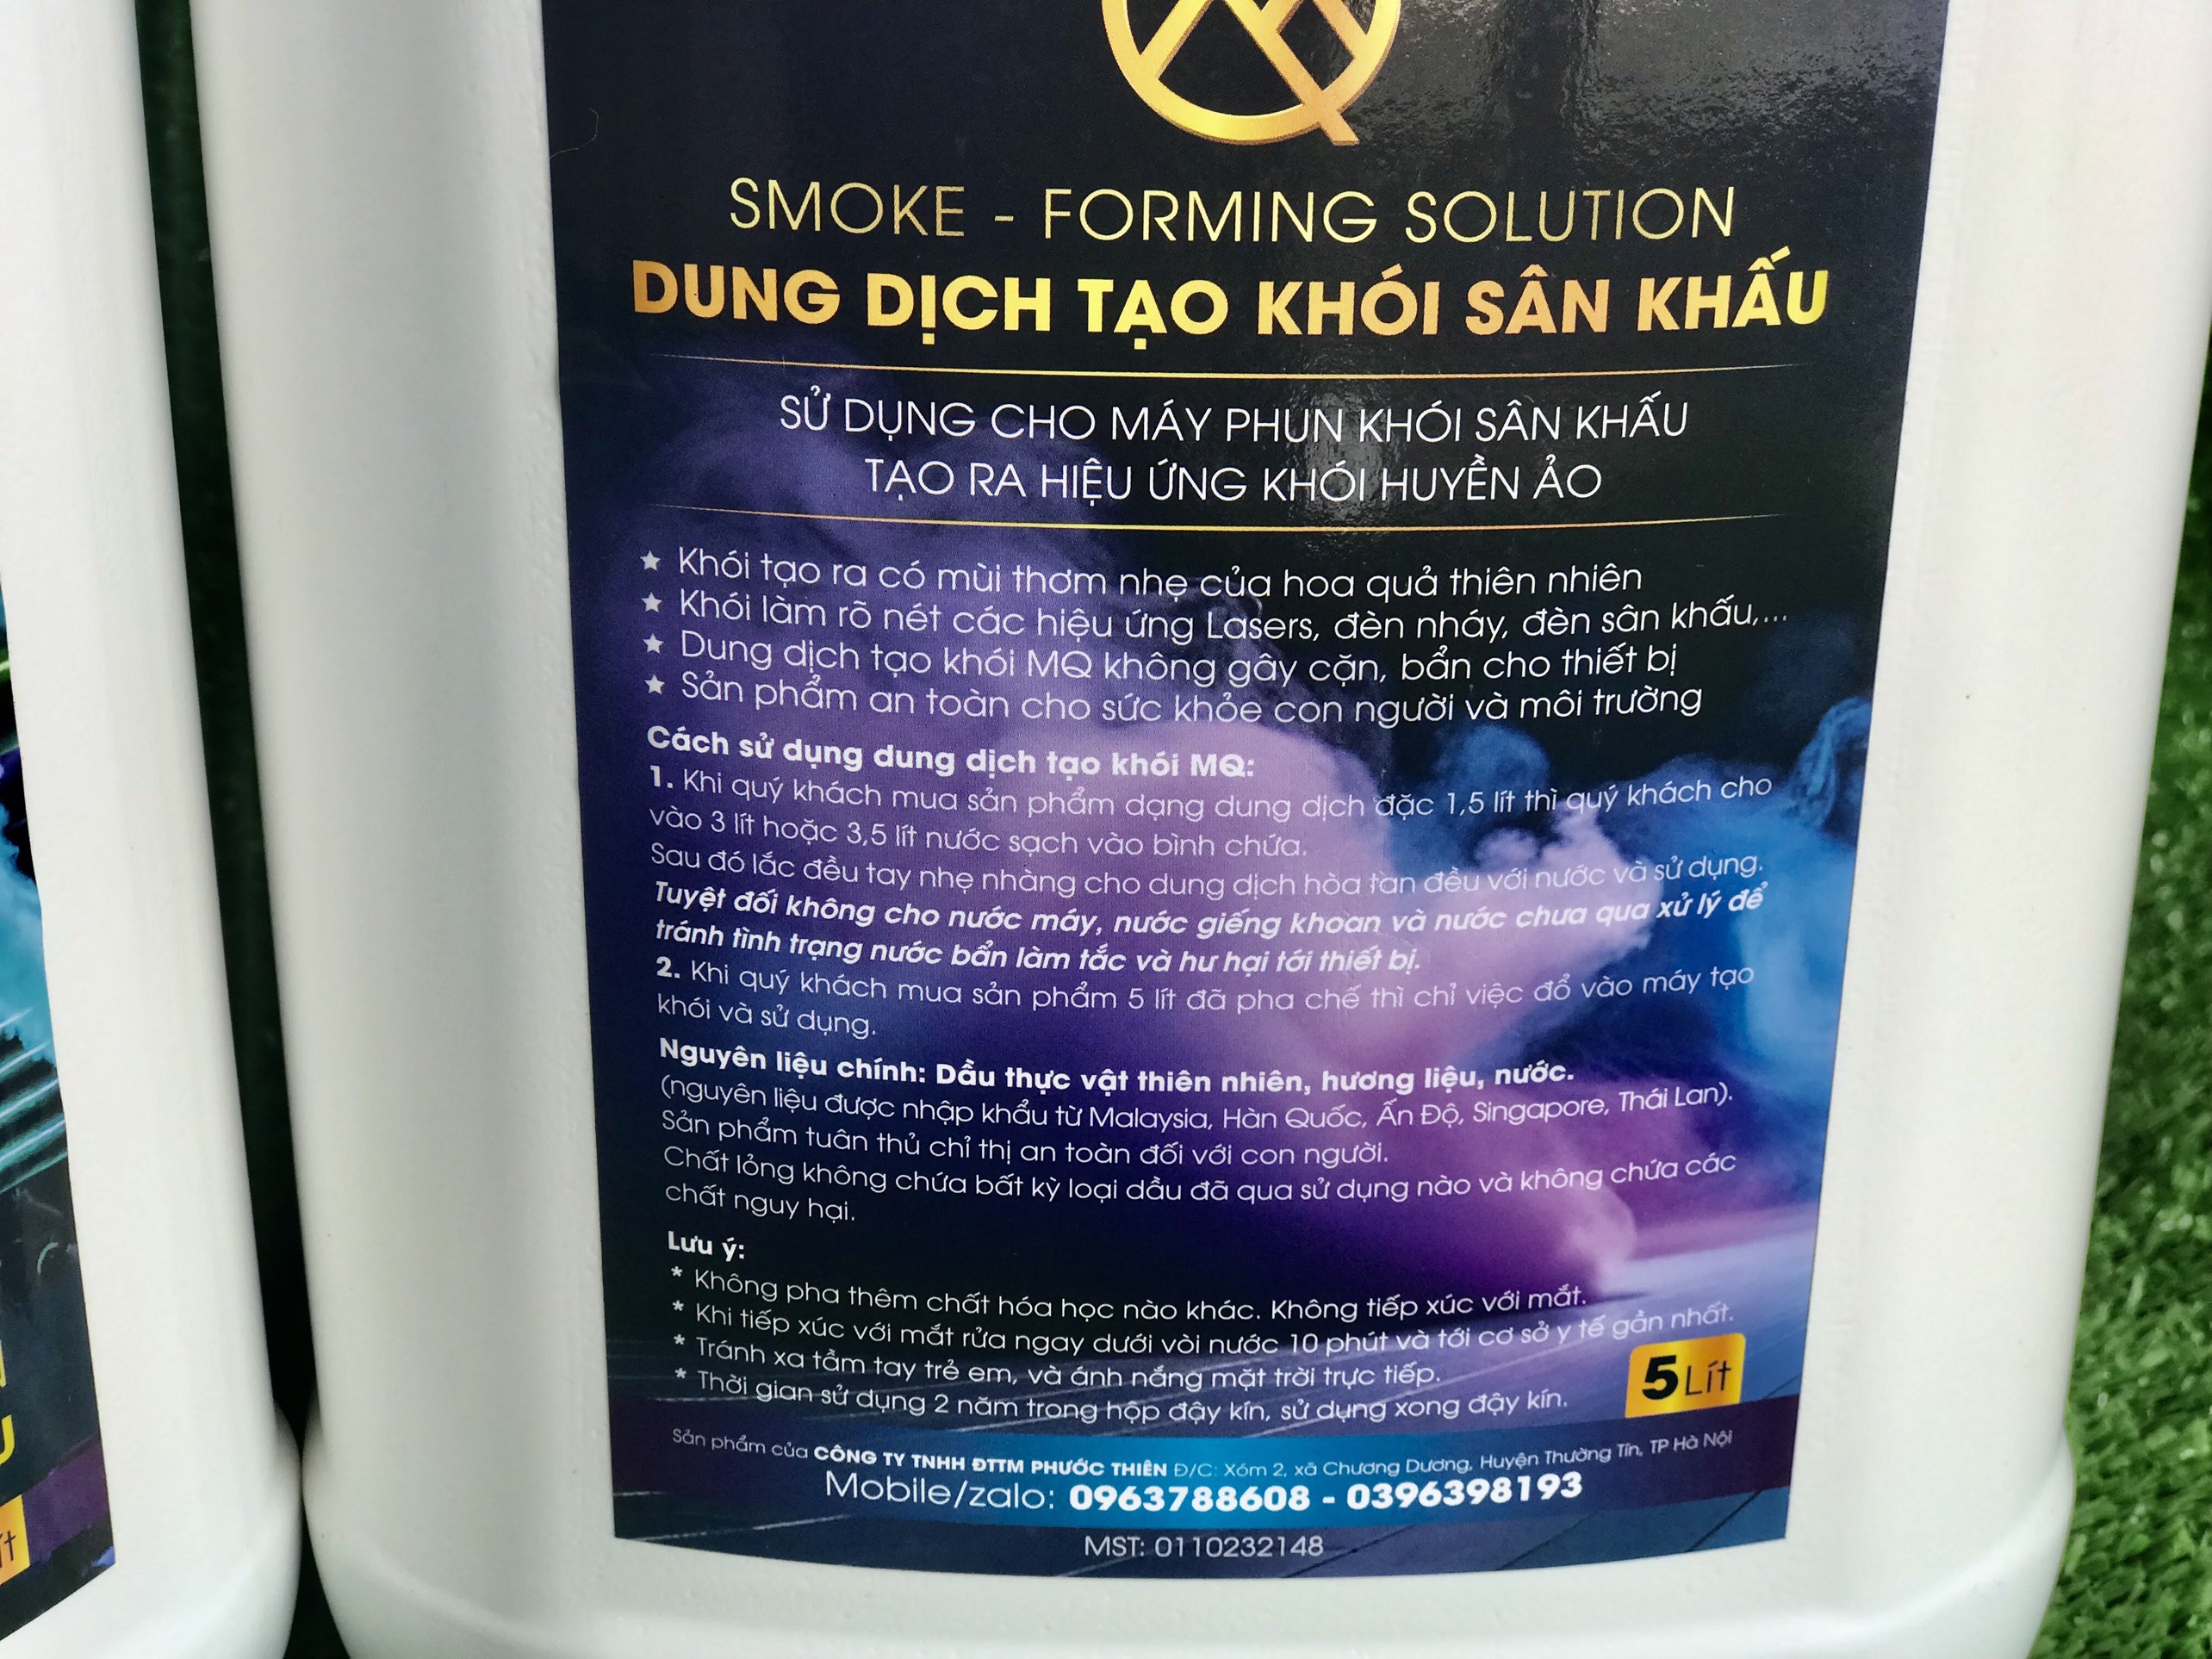 SMOKE - FORMING SOLUTION
DUNG DỊCH TẠO KHÓI SÂN KHẤU
SỬ DỤNG CHO MÁY PHUN KHÓI SÂN KHẤU
TẠO RA HIỆU ỨNG KHÓI HUYỀN ẢO
★ Khói tạo ra có mùi thơm nhẹ của hoa quả thiên nhiên
★ Khói làm rõ nét các hiệu ứng Lasers, đèn nháy, đèn sân khấu,...
★ Dung dịch tạo khói MQ không gây cặn, bẩn cho thiết bị
★ Sản phẩm an toàn cho sức khỏe con người và môi trường
Cách sử dụng dung dịch tạo khói MQ:
1. Khi quý khách mua sản phẩm dạng dung dịch đặc 1,5 lít thì quý khách cho
vào 3 lít hoặc 3,5 lít nước sạch vào bình chứa.
Sau đó lắc đều tay nhẹ nhàng cho dung dịch hòa tan đều với nước và sử dụng.
Tuyệt đối không cho nước máy, nước giếng khoan và nước chưa qua xử lý để
tránh tình trạng nước bẩn làm tắc và hư hại tới thiết bị.
2. Khi quý khách mua sản phẩm 5 lít đã pha chế thì chỉ việc đổ vào máy tạo
khói và sử dụng.
Nguyên liệu chính: Dầu thực vật thiên nhiên, hương liệu, nước.
(nguyên liệu được nhập khẩu từ Malaysia, Hàn Quốc, Ấn Độ, Singapore, Thái Lan).
Sản phẩm tuân thủ chỉ thị an toàn đối với con người.
Chất lỏng không chứa bất kỳ loại dầu đã qua sử dụng nào và không chứa các
chất nguy hại.
Lưu ý:
* Không pha thêm chất hóa học nào khác. Không tiếp xúc với mắt.
* Khi tiếp xúc với mắt rửa ngay dưới vòi nước 10 phút và tới cơ sở y tế gần nhất.
* Tránh xa tầm tay trẻ em, và ánh nắng mặt trời trực tiếp.
* Thời gian sử dụng 2 năm trong hộp đậy kín, sử dụng xong đậy kín.
5 Lít
Sản phẩm của CÔNG TY TNHH ĐTTM PHƯỚC THIÊN Đ/C: Xóm 2, xã Chương Dương, Huyện Thường Tín, TP Hà Nội
Mobile/zalo: 0963788608 - 0396398193
MST: 0110232148